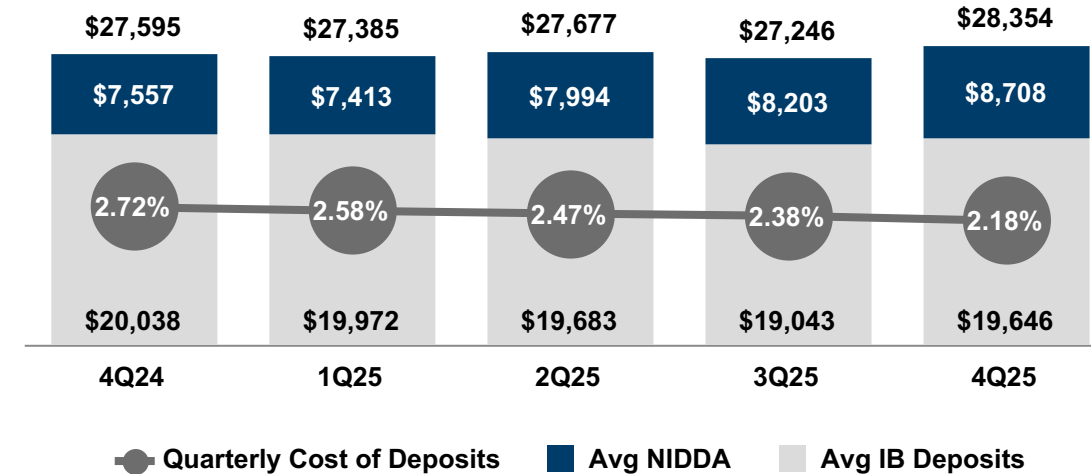 $27,595 $27,385 $27,677 $27,246 $28,354
$7,557 $7,413 $7,994 $8,203 $8,708
2.72% 2.58% 2.47% 2.38% 2.18%
$20,038 $19,972 $19,683 $19,043 $19,646
4Q24 1Q25 2Q25 3Q25 4Q25
Quarterly Cost of Deposits Avg NIDDA Avg IB Deposits